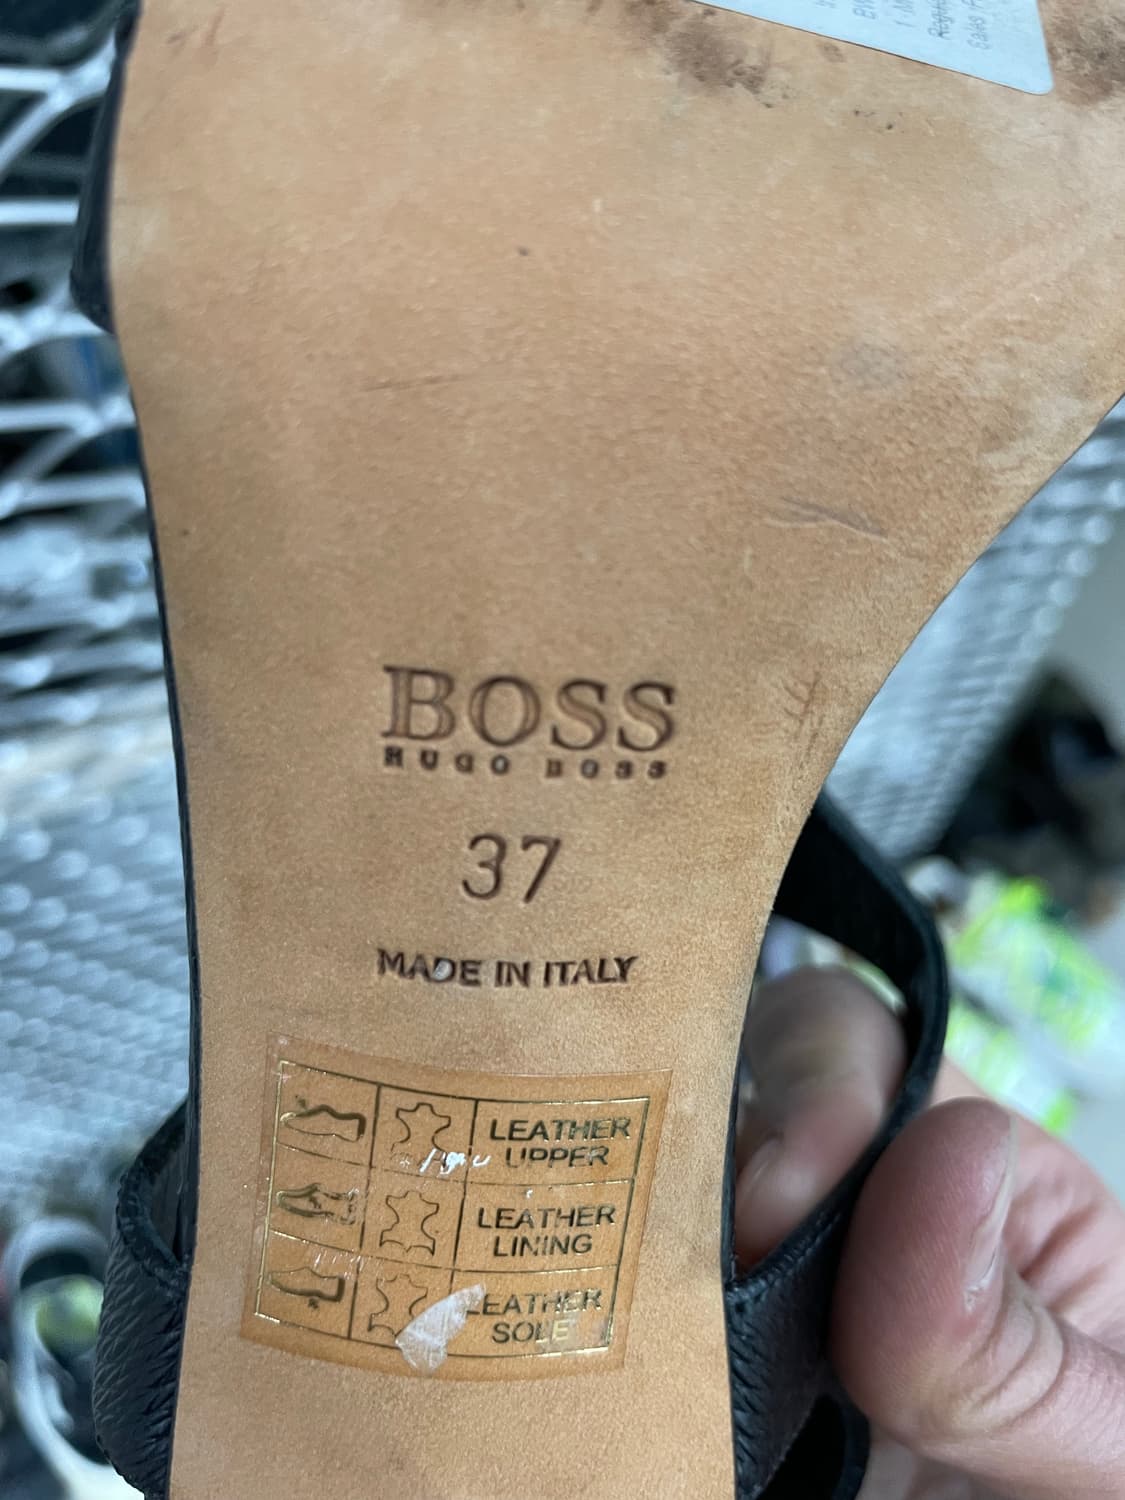 BOSS
HUGO BOSS
37
MADE IN ITALY
LEATHER
UPPER
LEATHER
LINING
LEATHER
SOLE